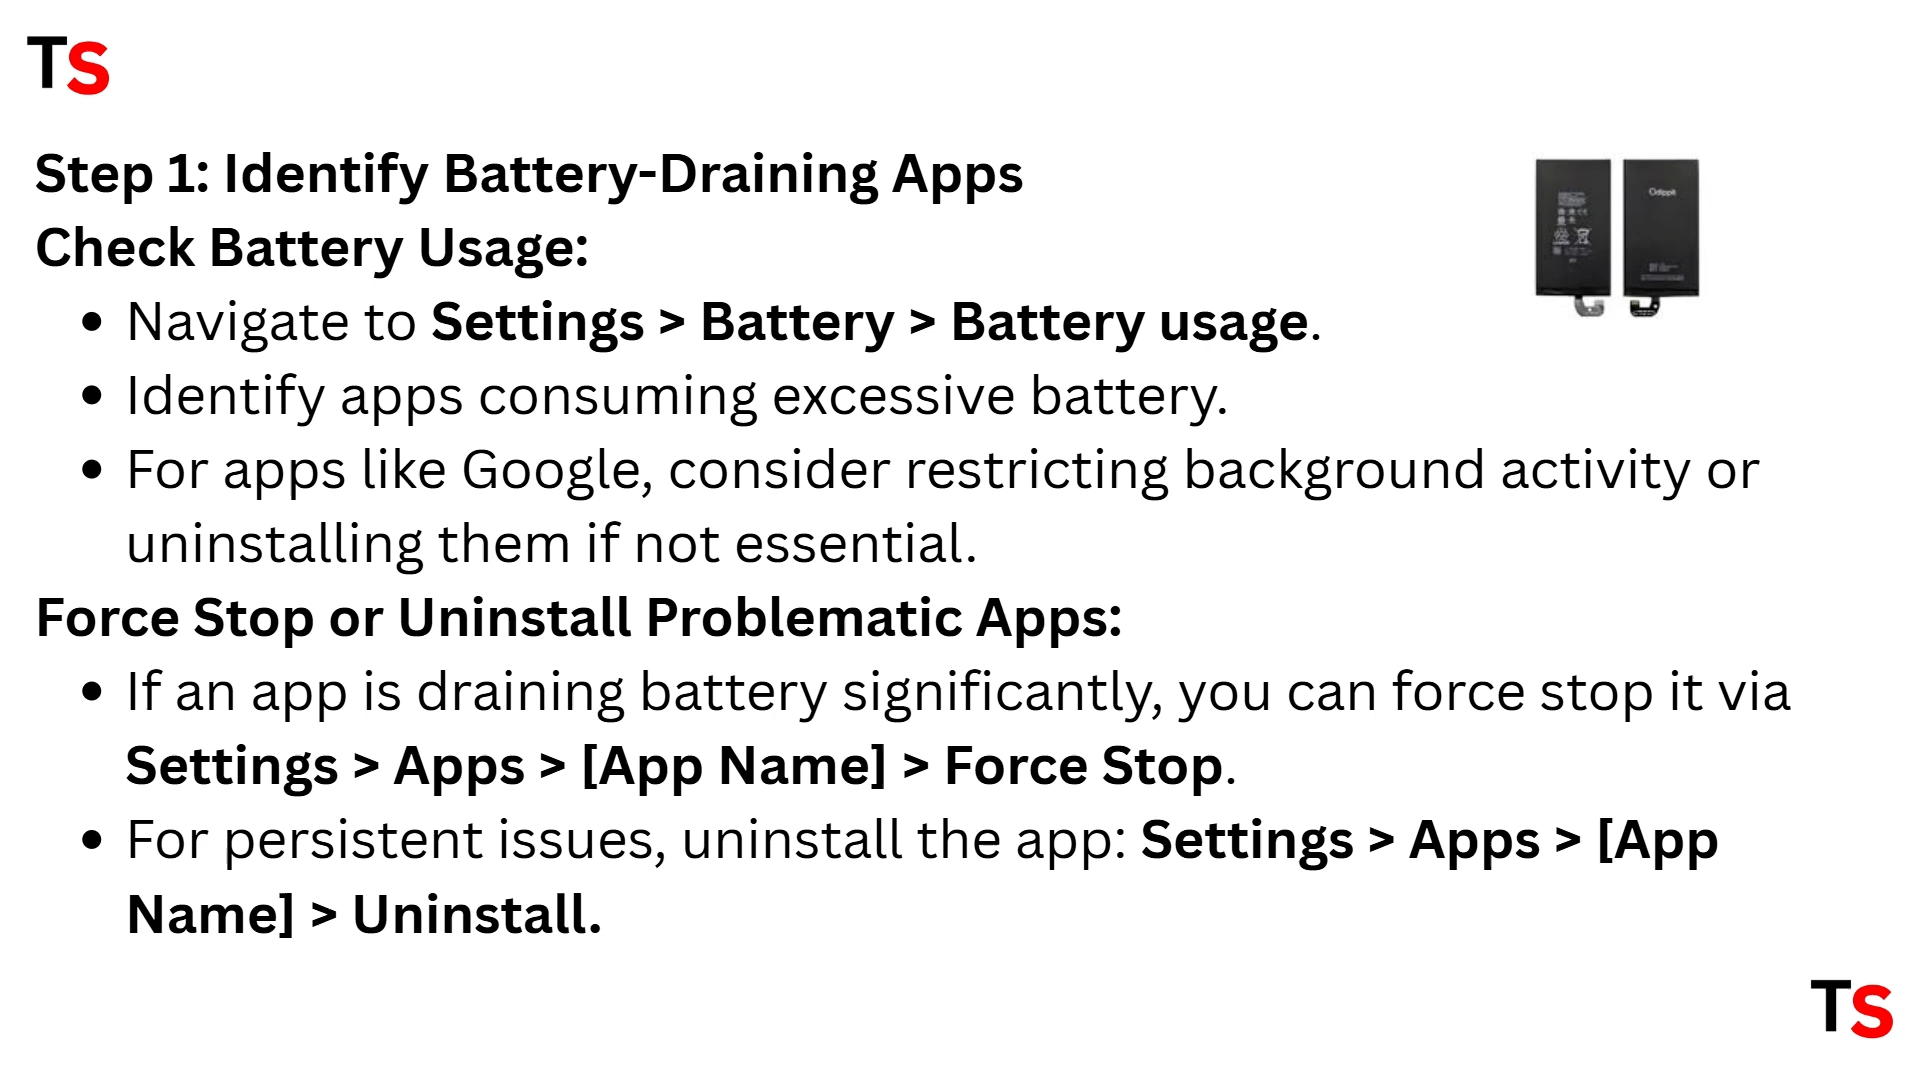 TS
Step 1: Identify Battery-Draining Apps
Check Battery Usage:
• Navigate to Settings > Battery > Battery usage.
• Identify apps consuming excessive battery.
• For apps like Google, consider restricting background activity or
uninstalling them if not essential.
Force Stop or Uninstall Problematic Apps:
• If an app is draining battery significantly, you can force stop it via
Settings > Apps > [App Name] > Force Stop.
• For persistent issues, uninstall the app: Settings > Apps > [App
Name] > Uninstall.
TS